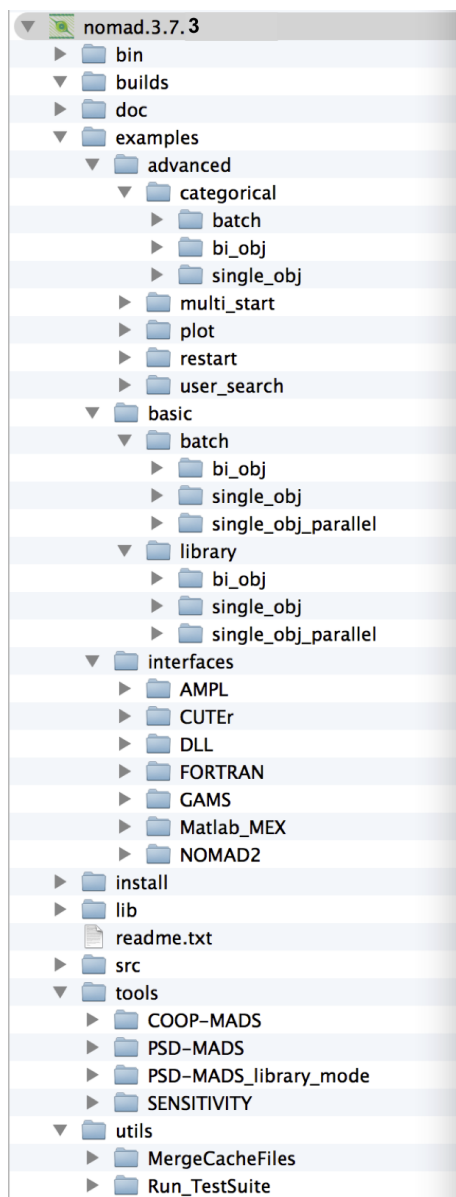 nomad.3.7.3
bin
builds
doc
examples
advanced
categorical
batch
bi_obj
single_obj
multi_start
plot
restart
user_search
basic
batch
bi_obj
single_obj
single_obj_parallel
library
bi_obj
single_obj
single_obj_parallel
interfaces
AMPL
CUTEr
DLL
FORTRAN
GAMS
Matlab_MEX
NOMAD2
install
lib
readme.txt
src
tools
COOP-MADS
PSD-MADS
PSD-MADS_library_mode
SENSITIVITY
utils
MergeCacheFiles
Run_TestSuite